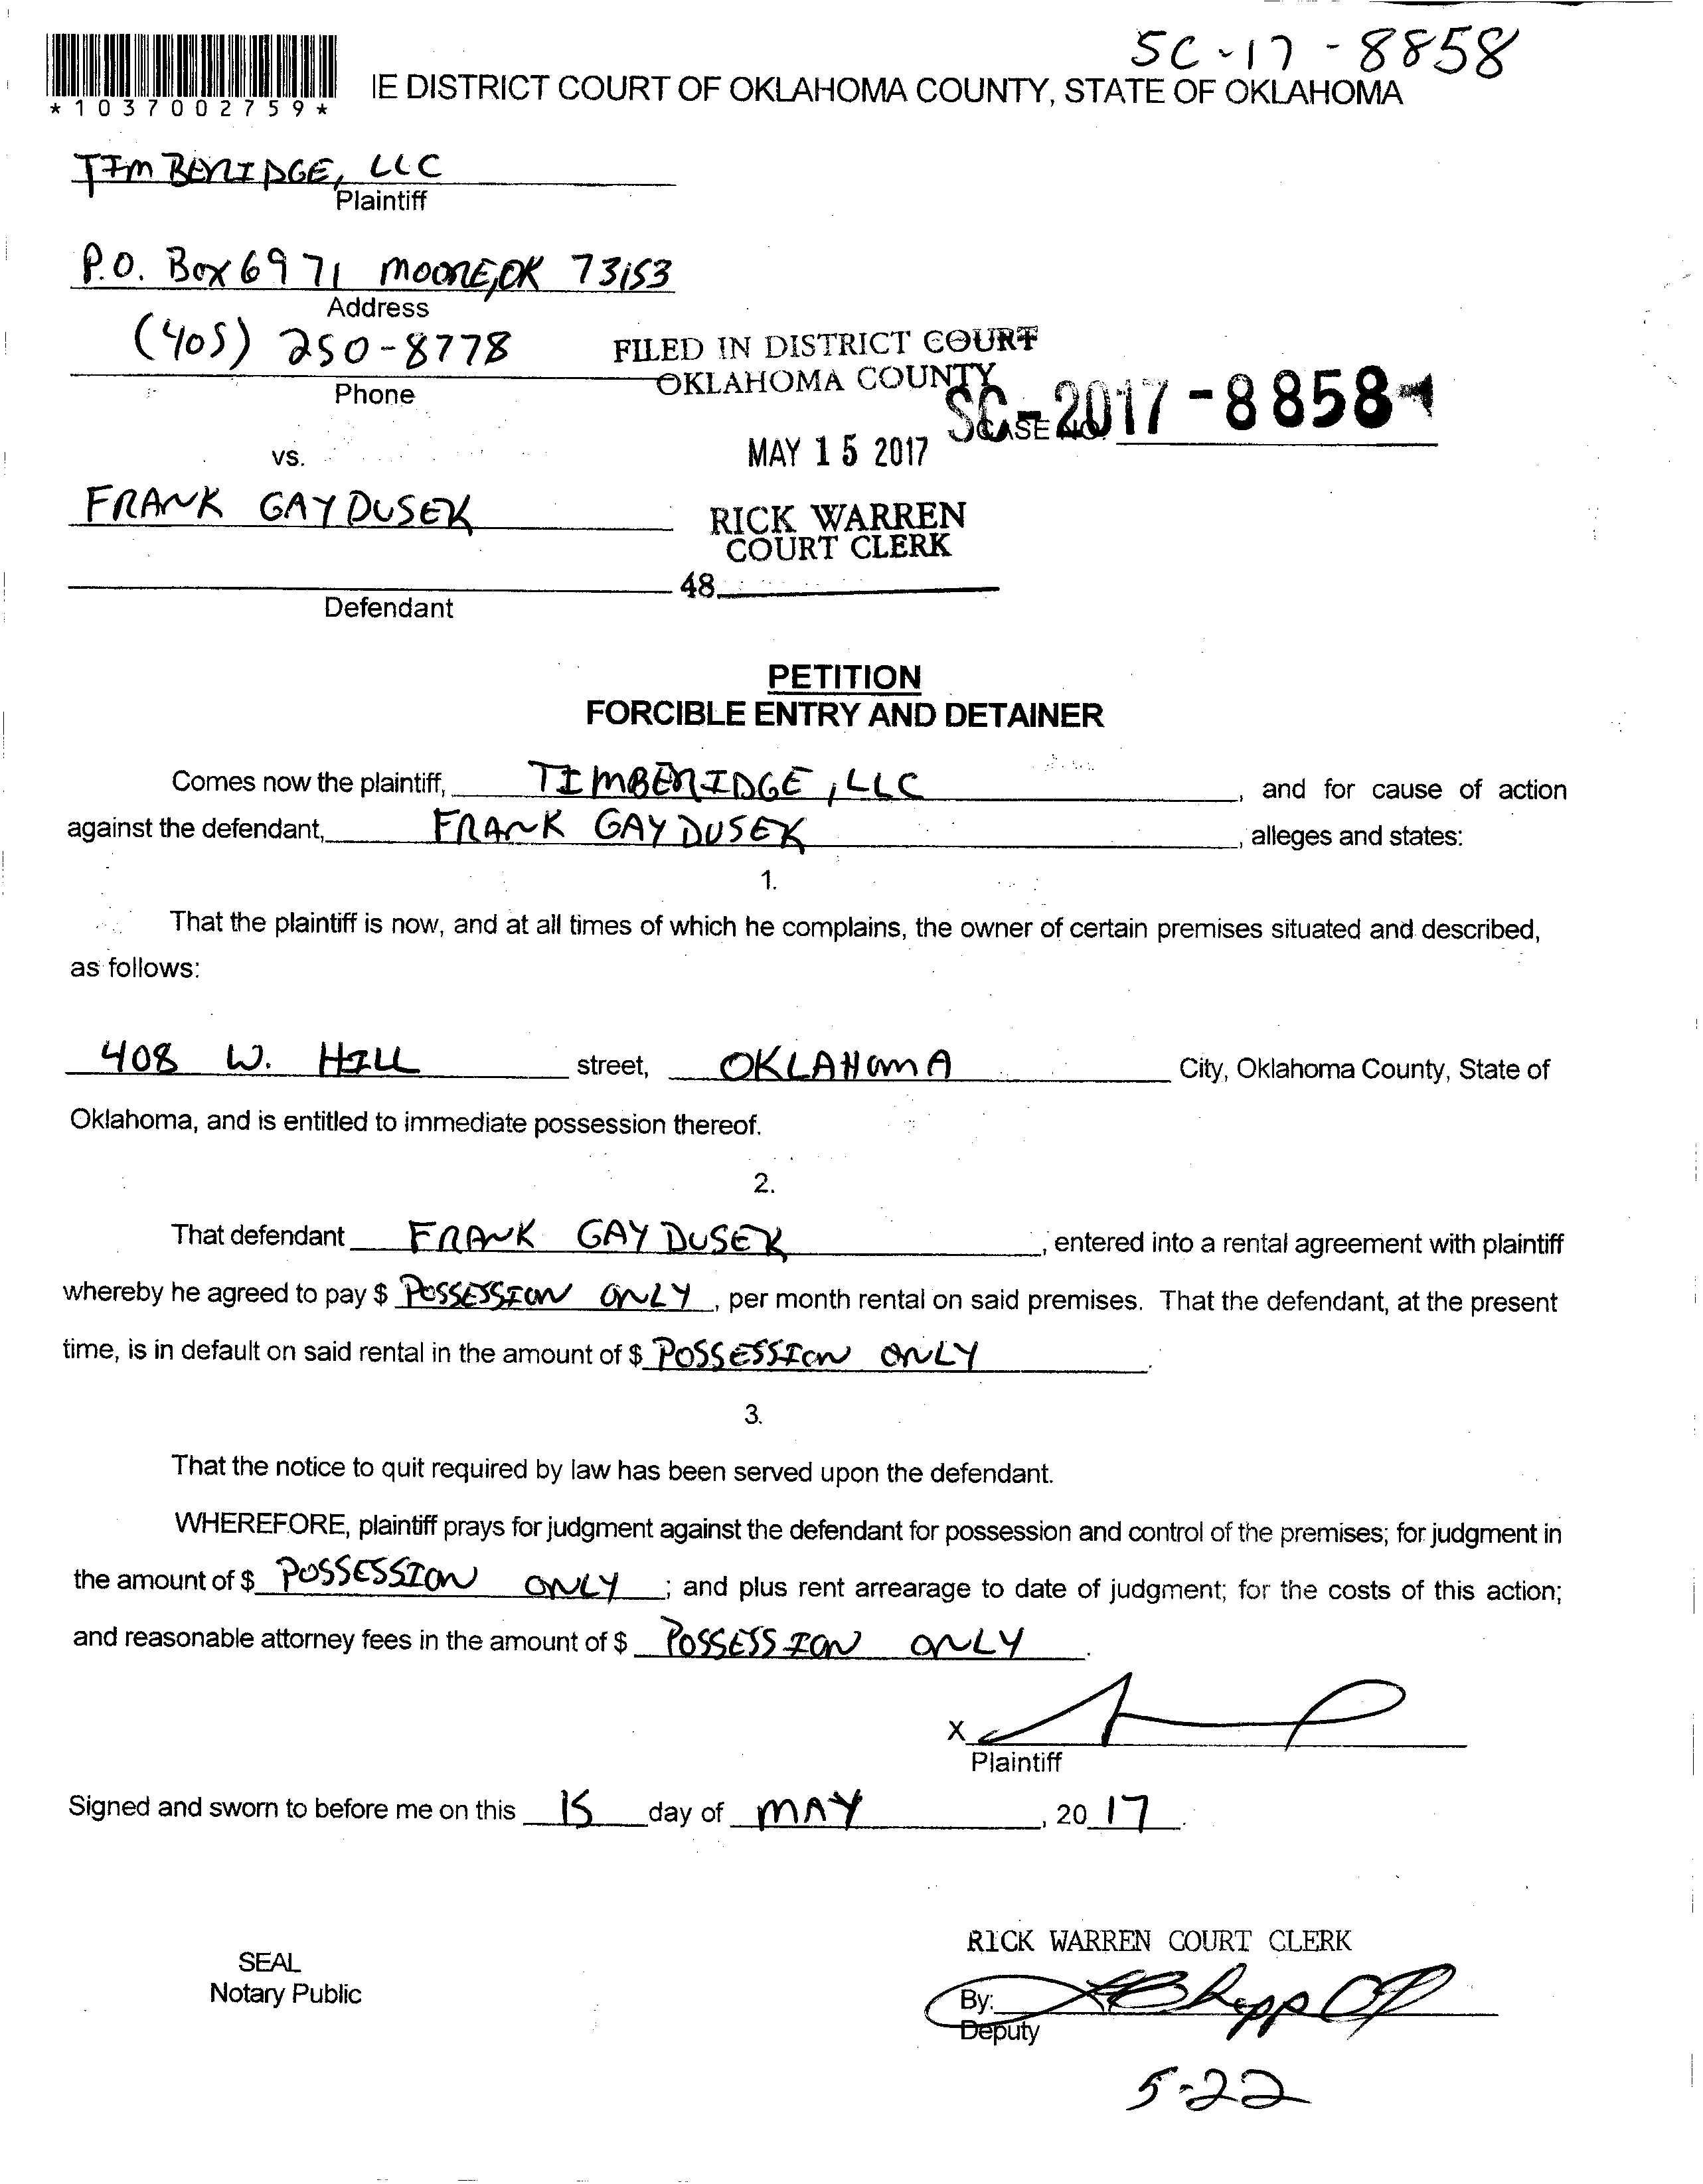 SC-17-8858
*1037002759*
IE DISTRICT COURT OF OKLAHOMA COUNTY, STATE OF OKLAHOMA
TIMBERIDGE, LLC
Plaintiff
P.O. Box 6971 MOORE, OK 73153
Address
(405) 250-8778
Phone
FILED IN DISTRICT COURT
OKLAHOMA COUNTY
SC-2017-8858
CASE NO.
MAY 15 2017
vs.
FRANK GAYDUSEK
RICK WARREN
COURT CLERK
48
Defendant
PETITION
FORCIBLE ENTRY AND DETAINER
Comes now the plaintiff, TIMBERIDGE, LLC, and for cause of action
against the defendant, FRANK GAYDUSEK, alleges and states:
1.
That the plaintiff is now, and at all times of which he complains, the owner of certain premises situated and described,
as follows:
408 W. HILL street, OKLAHOMA City, Oklahoma County, State of
Oklahoma, and is entitled to immediate possession thereof.
2.
That defendant FRANK GAYDUSEK, entered into a rental agreement with plaintiff
whereby he agreed to pay $ POSSESSION ONLY, per month rental on said premises. That the defendant, at the present
time, is in default on said rental in the amount of $ POSSESSION ONLY.
3.
That the notice to quit required by law has been served upon the defendant.
WHEREFORE, plaintiff prays for judgment against the defendant for possession and control of the premises; for judgment in
the amount of $ POSSESSION ONLY; and plus rent arrearage to date of judgment; for the costs of this action;
and reasonable attorney fees in the amount of $ POSSESSION ONLY.
X
Plaintiff
Signed and sworn to before me on this 15 day of MAY, 2017.
RICK WARREN COURT CLERK
SEAL
Notary Public
By:
Deputy
5-22